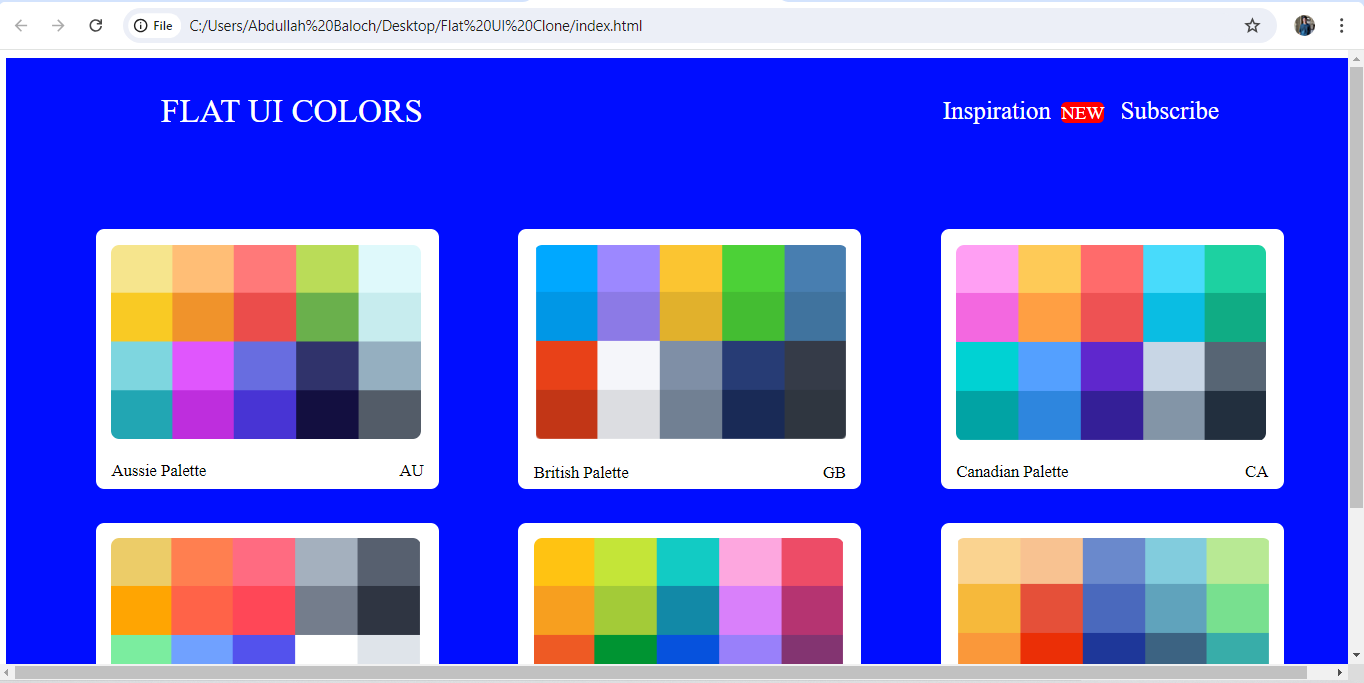 File C:/Users/Abdullah%20Baloch/Desktop/Flat%20UI%20Clone/index.html
FLAT UI COLORS Inspiration NEW Subscribe
Aussie Palette AU British Palette GB Canadian Palette CA